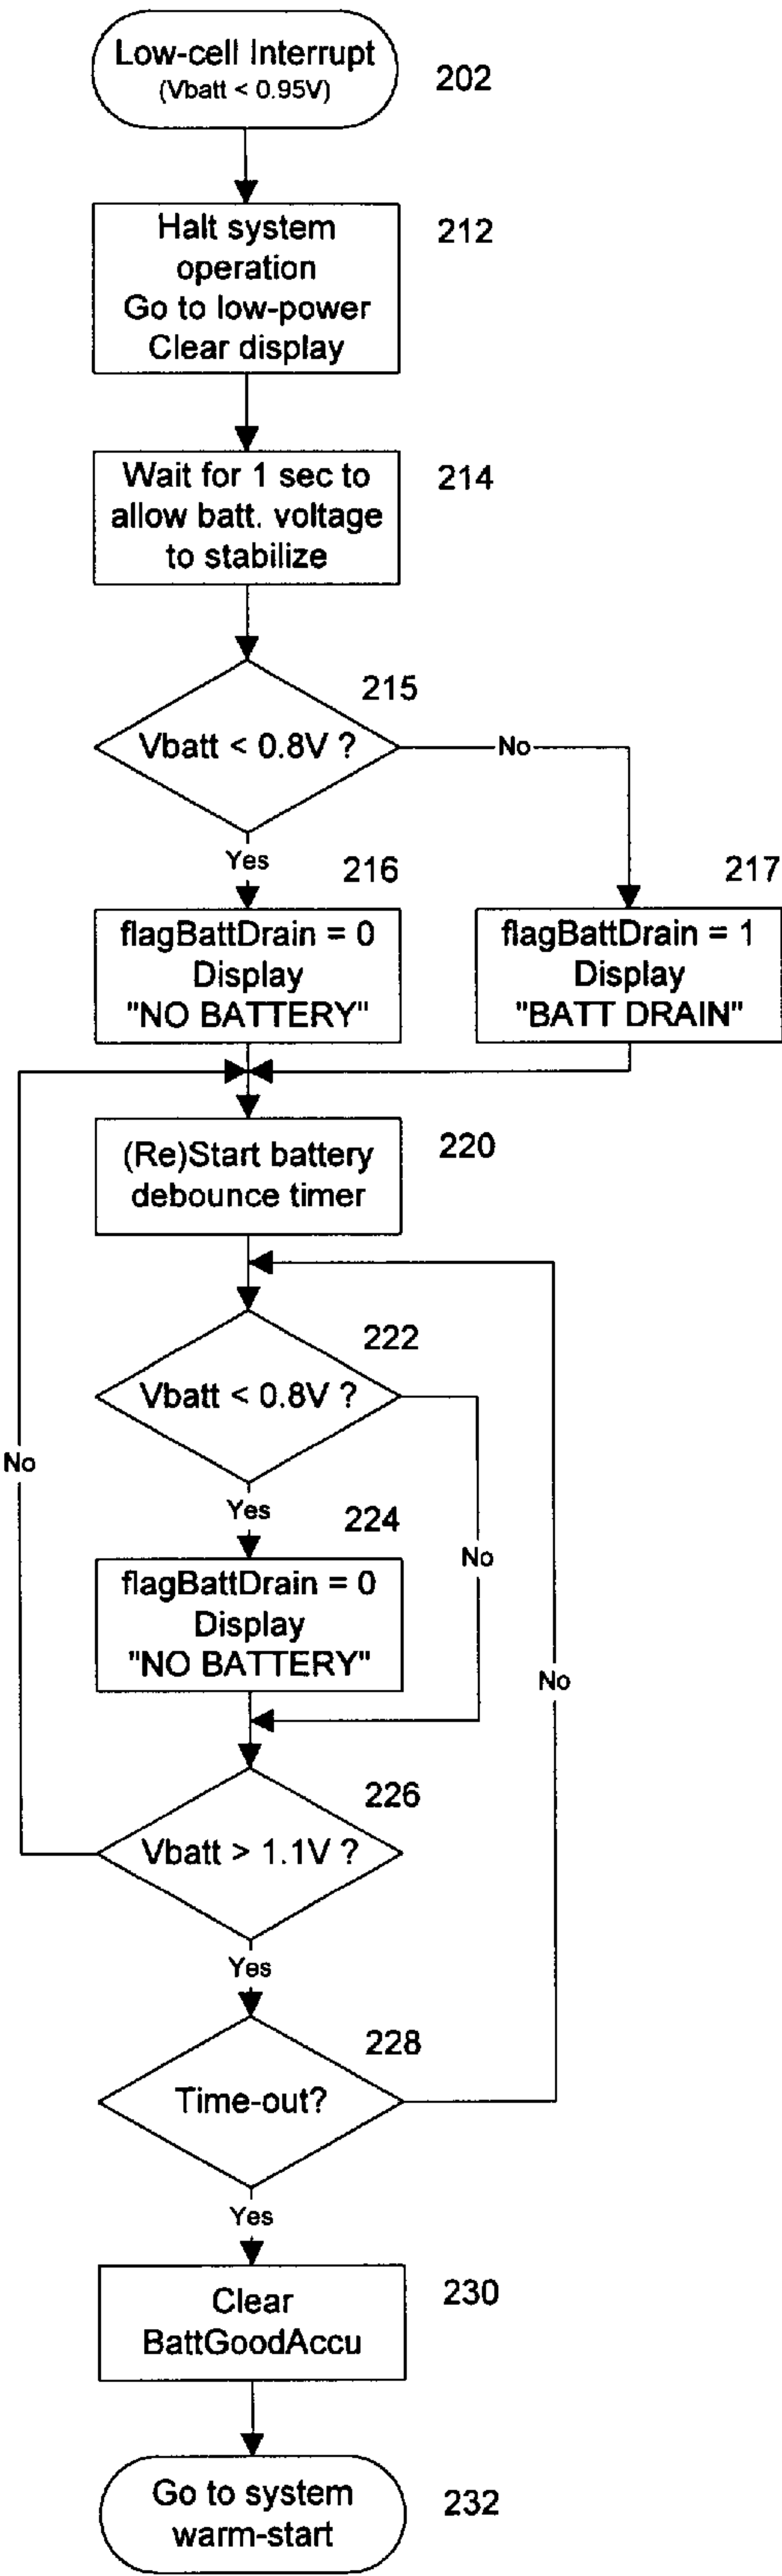 Low-cell Interrupt
(Vbatt < 0.95V)
202
Halt system
operation
Go to low-power
Clear display
212
Wait for 1 sec to
allow batt. voltage
to stabilize
214
215
Vbatt < 0.8V ?
No
Yes
216
217
flagBattDrain = 0
Display
"NO BATTERY"
flagBattDrain = 1
Display
"BATT DRAIN"
(Re)Start battery
debounce timer
220
222
Vbatt < 0.8V ?
No
Yes
224
No
flagBattDrain = 0
Display
"NO BATTERY"
No
226
Vbatt > 1.1V ?
Yes
228
Time-out?
Yes
Clear
BattGoodAccu
230
Go to system
warm-start
232